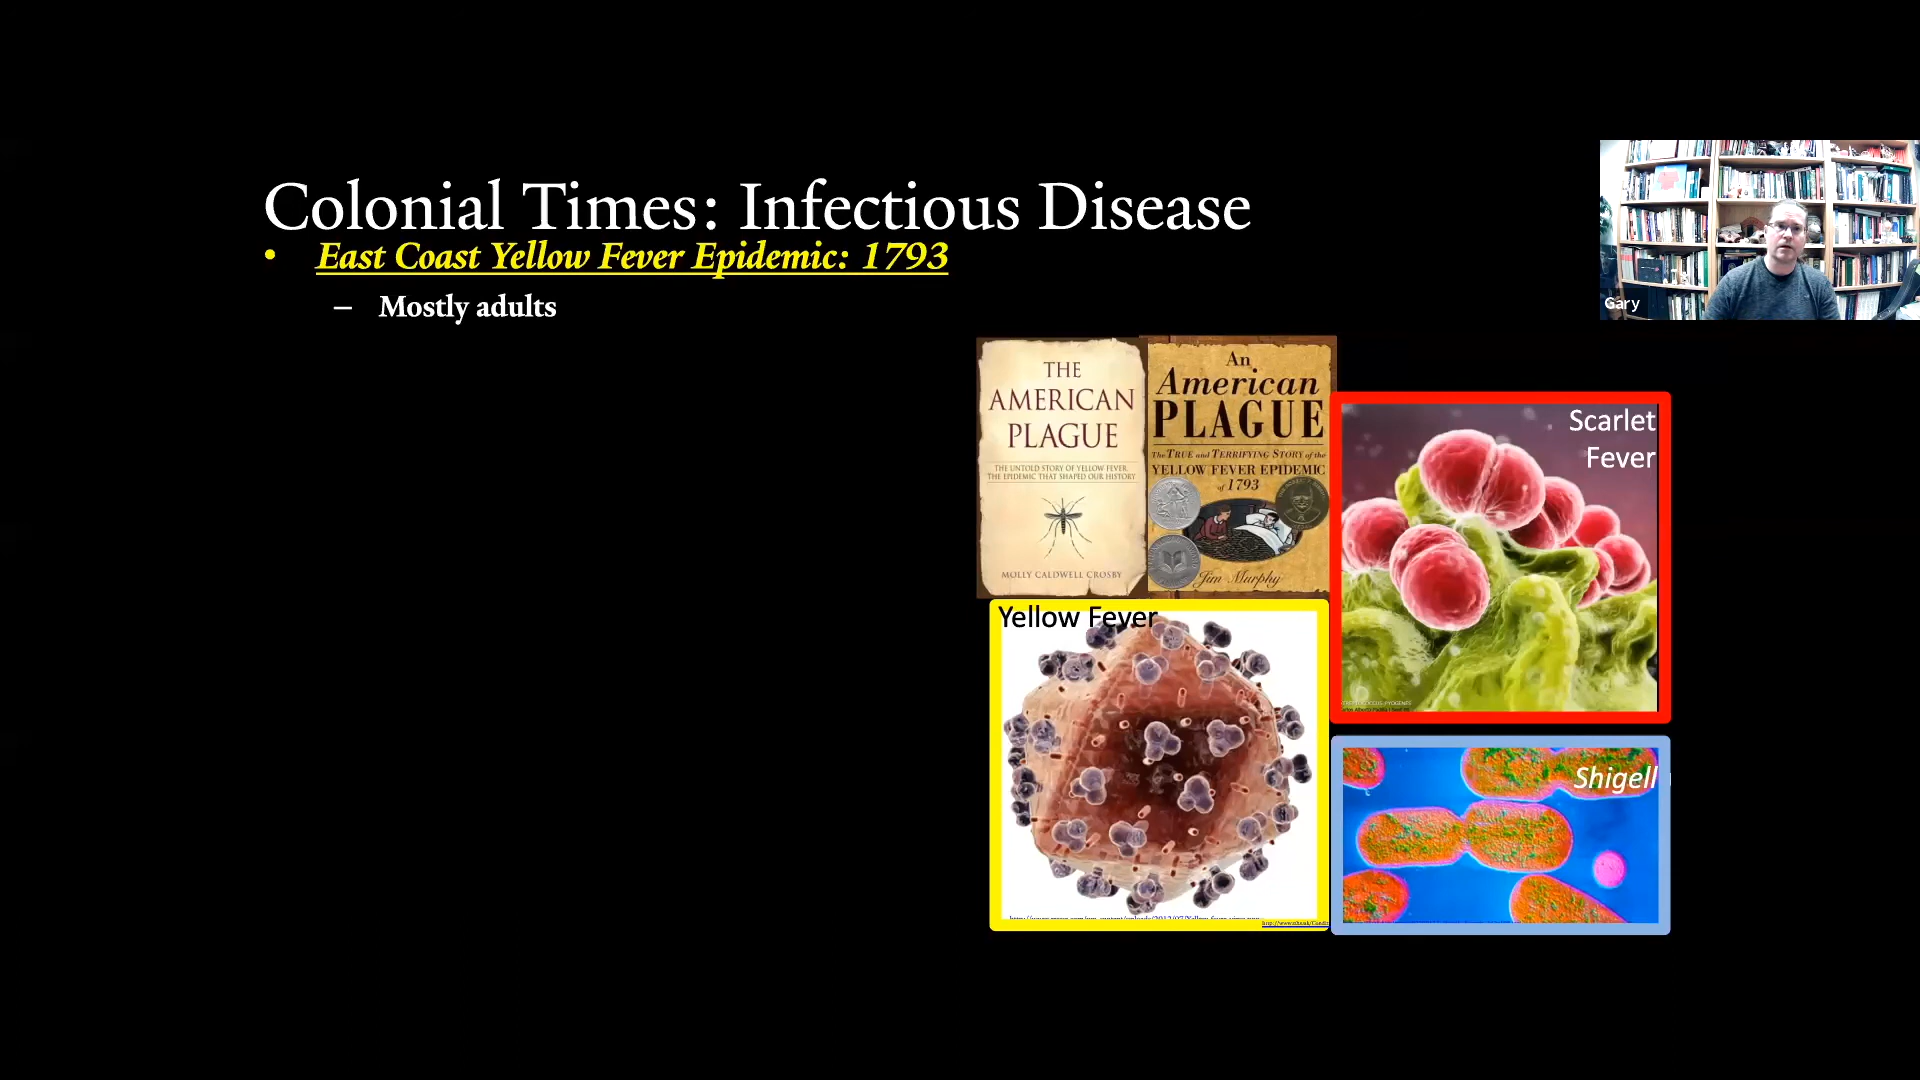 Colonial Times: Infectious Disease
• East Coast Yellow Fever Epidemic: 1793
– Mostly adults
Gary
THE
AMERICAN
PLAGUE
THE UNTOLD STORY OF YELLOW FEVER,
THE EPIDEMIC THAT SHAPED OUR HISTORY
MOLLY CALDWELL CROSBY
An
American
PLAGUE
The TRUE and TERRIFYING STORY of the
YELLOW FEVER EPIDEMIC
of 1793
Jim Murphy
Scarlet
Fever
Yellow Fever
Shigell